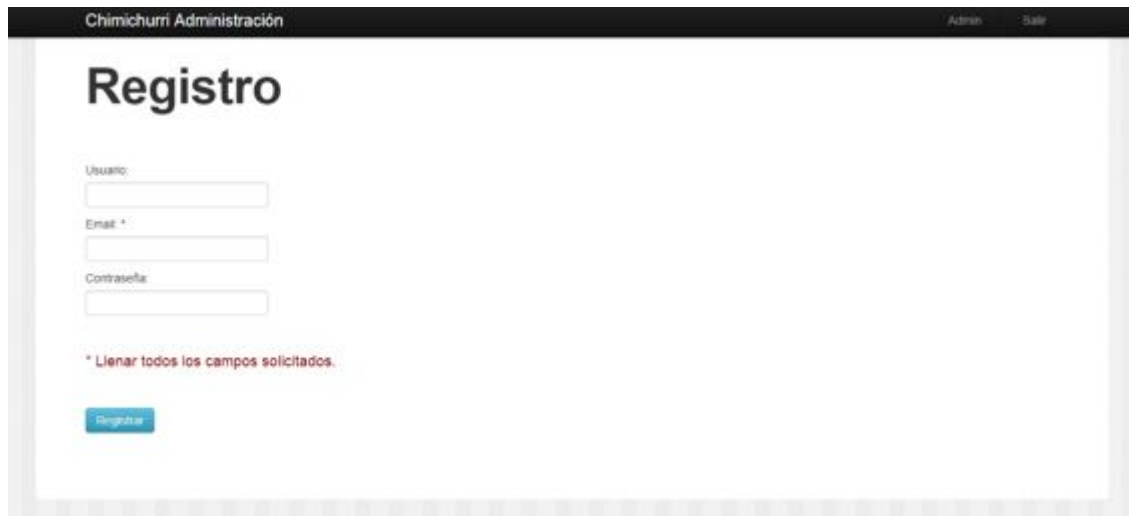 Chimichurri Administración Admin Salir
Registro
Usuario:
Email: *
Contraseña:
* Llenar todos los campos solicitados.
Registrar